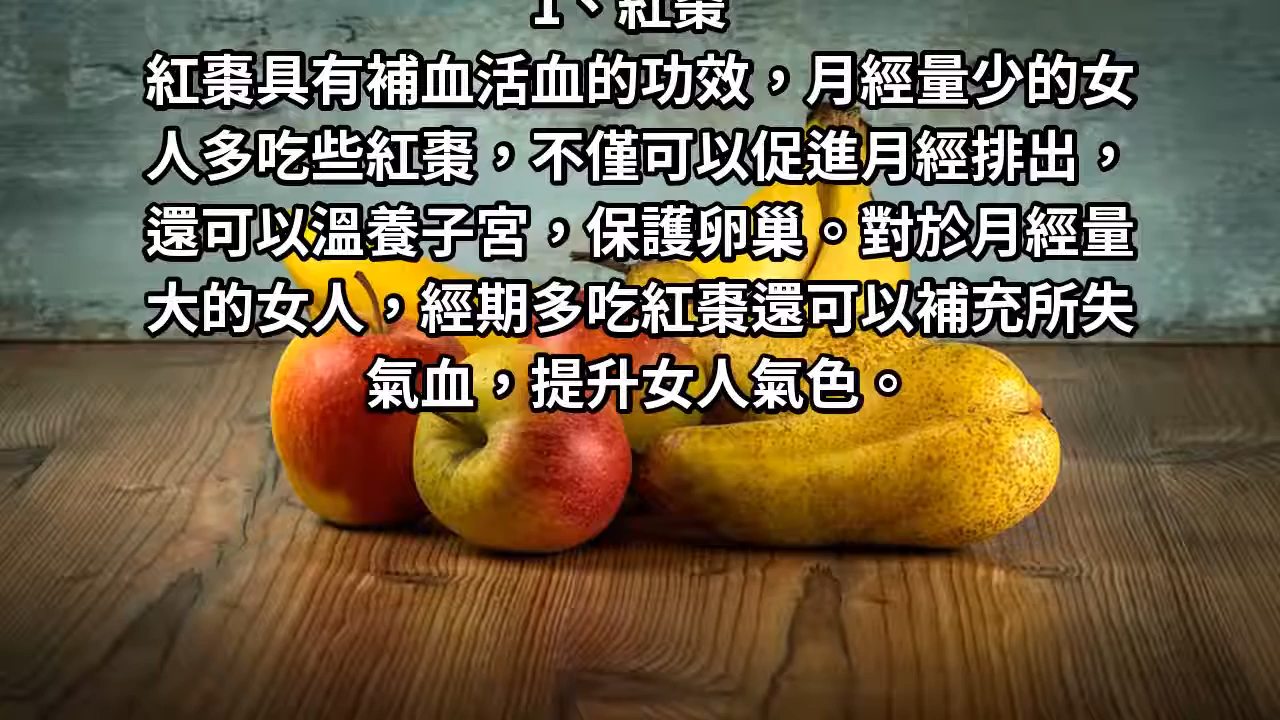 1、紅棗
紅棗具有補血活血的功效，月經量少的女
人多吃些紅棗，不僅可以促進月經排出，
還可以溫養子宮，保護卵巢。對於月經量
大的女人，經期多吃紅棗還可以補充所失
氣血，提升女人氣色。